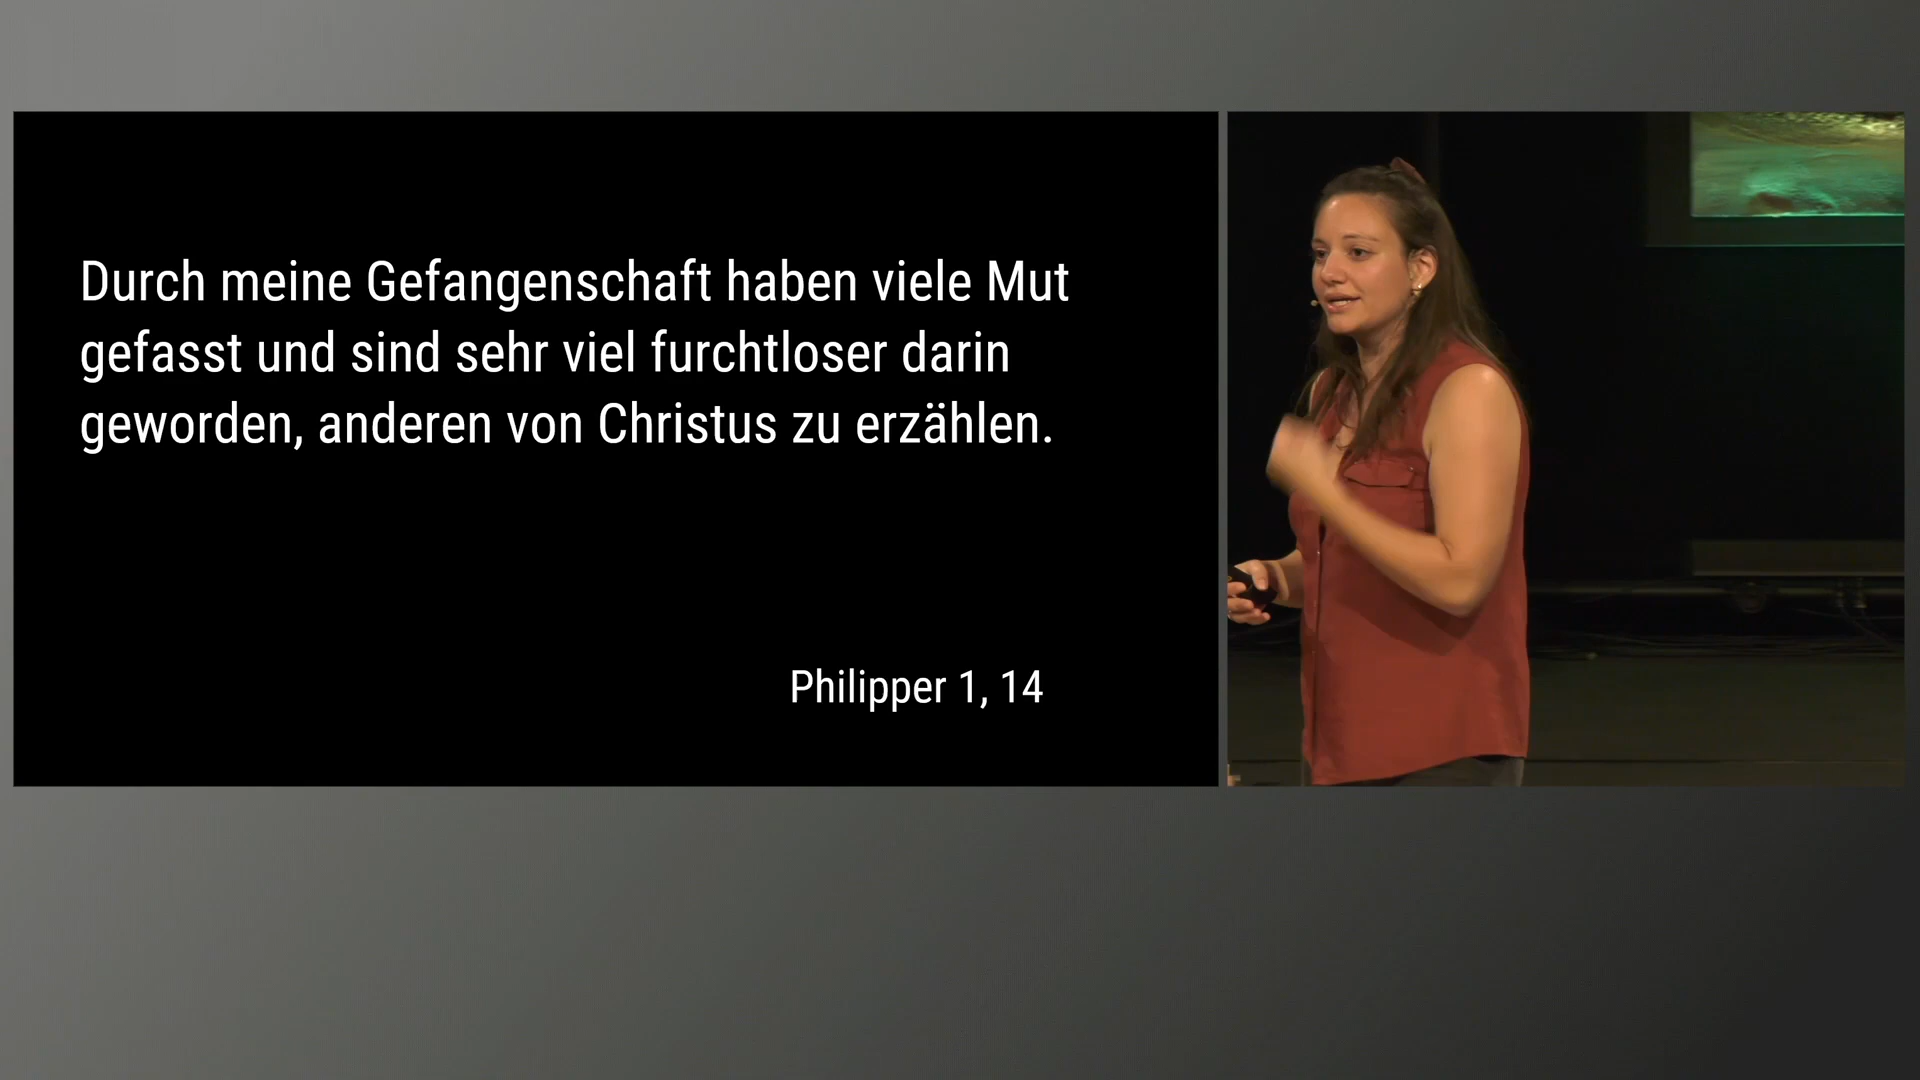 Durch meine Gefangenschaft haben viele Mut
gefasst und sind sehr viel furchtloser darin
geworden, anderen von Christus zu erzählen.
Philipper 1, 14